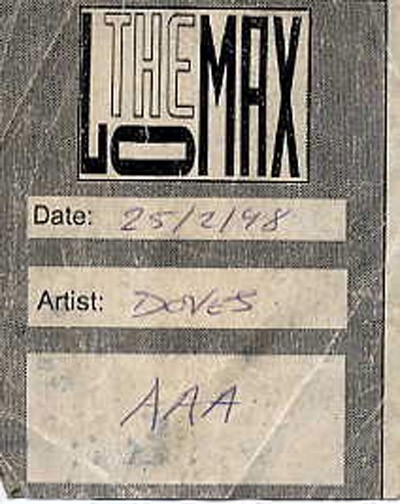 THE LOMAX
Date: 25/2/98
Artist: DOVES
AAA